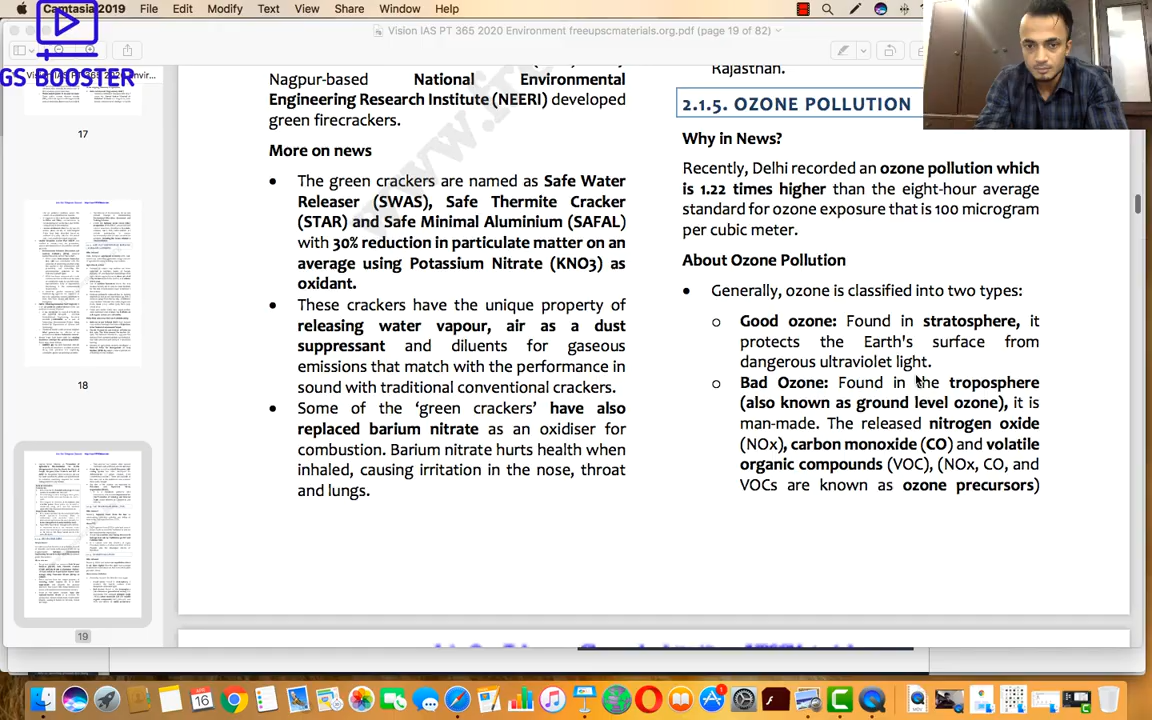 Camtasia 2019 File Edit Modify Add Text View Share Window Help
Vision IAS PT 365 2020 Environment freeupscmaterials.org.pdf (page 19 of 82)
GS BOOSTER
17
18
19
Nagpur-based National Environmental
Engineering Research Institute (NEERI) developed
green firecrackers.
More on news
• The green crackers are named as Safe Water
Releaser (SWAS), Safe Thermite Cracker
(STAR) and Safe Minimal Aluminium (SAFAL)
with 30% reduction in particulate matter on an
average using Potassium Nitrate (KNO3) as
oxidant.
• These crackers have the unique property of
releasing water vapour, air as a dust
suppressant and diluents for gaseous
emissions that match with the performance in
sound with traditional conventional crackers.
• Some of the ‘green crackers’ have also
replaced barium nitrate as an oxidiser for
combustion. Barium nitrate hurts health when
inhaled, causing irritation in the nose, throat
and lungs.
Rajasthan.
2.1.5. OZONE POLLUTION
Why in News?
Recently, Delhi recorded an ozone pollution which
is 1.22 times higher than the eight-hour average
standard for ozone exposure that is 100 microgram
per cubic meter.
About Ozone Pollution
• Generally, ozone is classified into two types:
o Good ozone: Found in stratosphere, it
protects the Earth's surface from
dangerous ultraviolet light.
o Bad Ozone: Found in the troposphere
(also known as ground level ozone), it is
man-made. The released nitrogen oxide
(NOx), carbon monoxide (CO) and volatile
organic compounds (VOC), (NOx, CO, and
VOCs are known as ozone precursors)